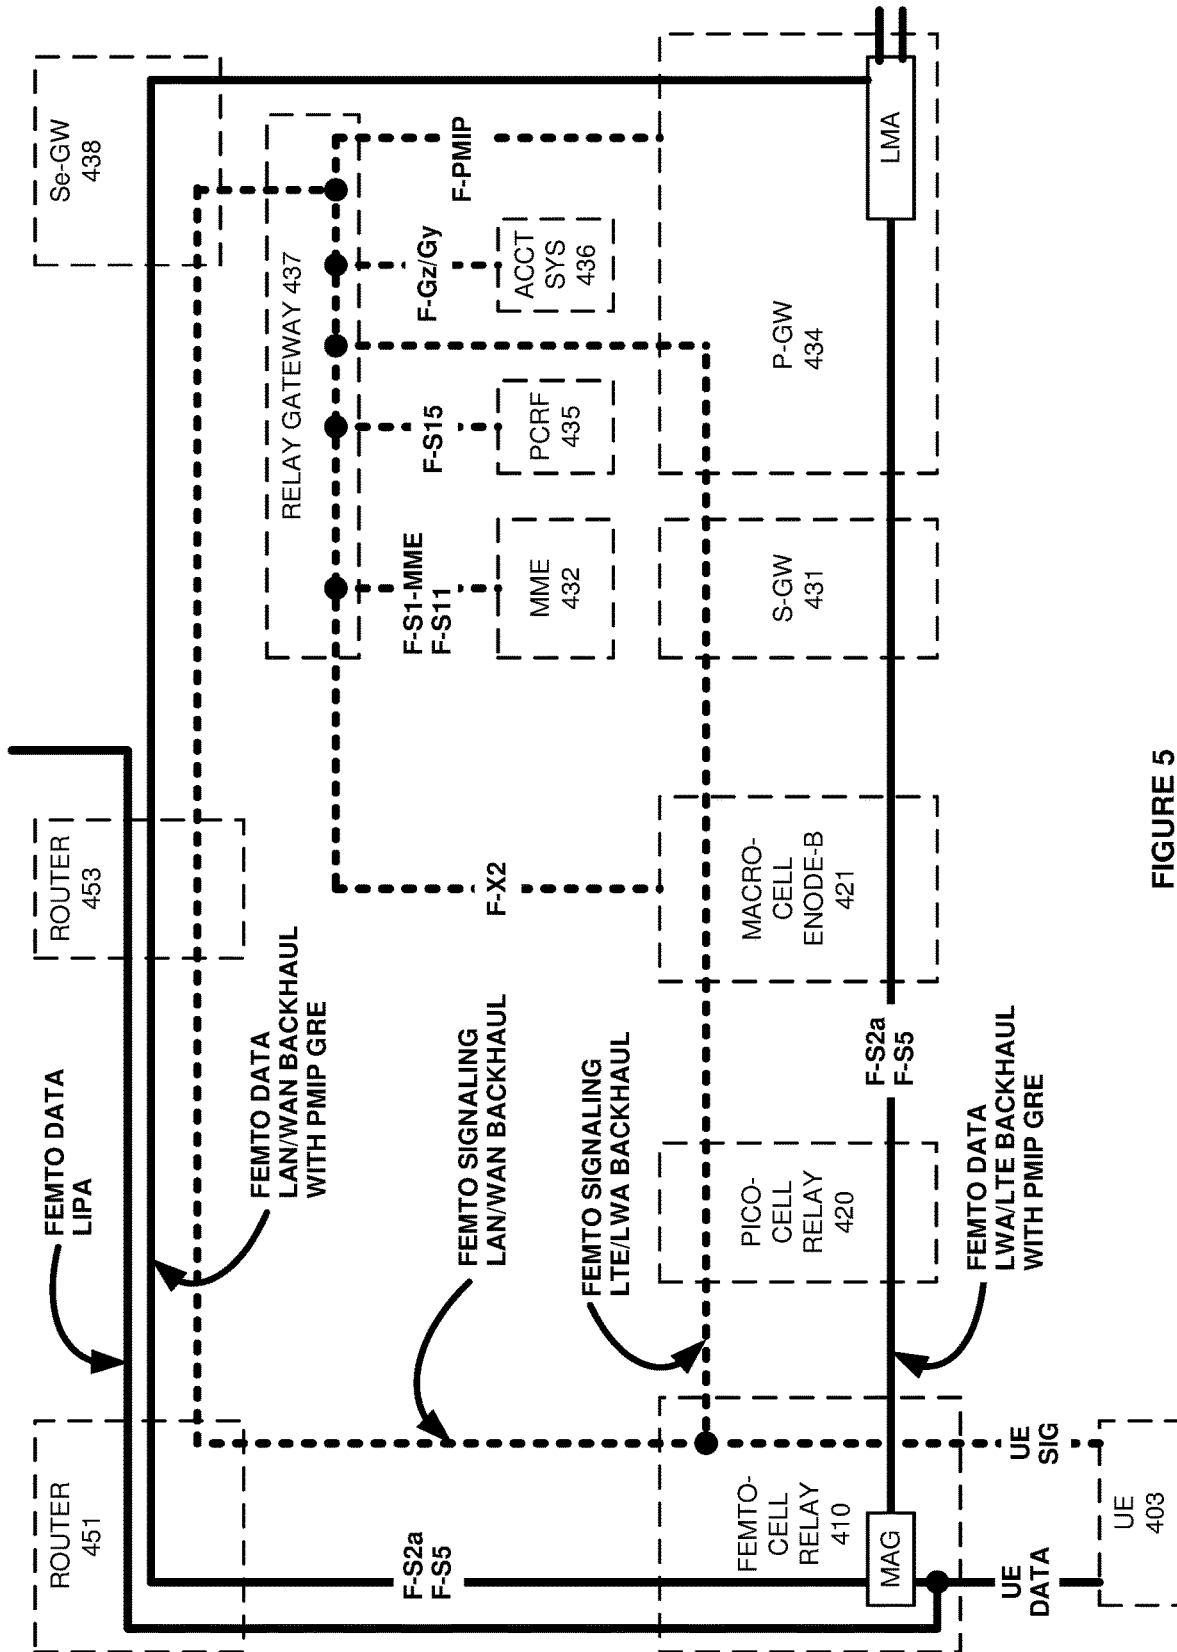 ROUTER
451
FEMTO DATA
LIPA
ROUTER
453
Se-GW
438
FEMTO DATA
LAN/WAN BACKHAUL
WITH PMIP GRE
RELAY GATEWAY 437
F-S2a
F-S5
FEMTO SIGNALING
LAN/WAN BACKHAUL
F-X2
F-S1-MME
F-S11
F-S15
F-Gz/Gy
F-PMIP
FEMTO SIGNALING
LTE/LWA BACKHAUL
MME
432
PCRF
435
ACCT
SYS
436
FEMTO-
CELL
RELAY
410
PICO-
CELL
RELAY
420
MACRO-
CELL
ENODE-B
421
S-GW
431
P-GW
434
MAG
F-S2a
F-S5
LMA
FEMTO DATA
LWA/LTE BACKHAUL
WITH PMIP GRE
UE
DATA
UE
SIG
UE
403
FIGURE 5